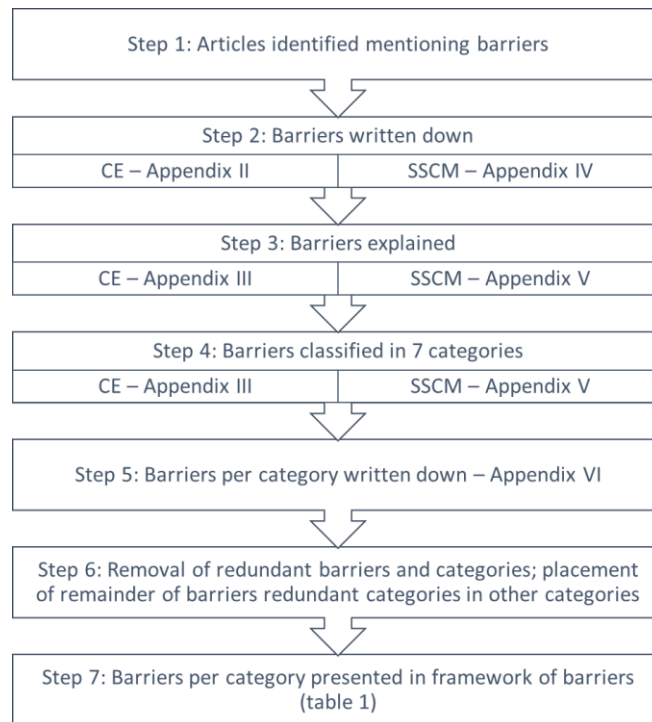 Step 1: Articles identified mentioning barriers
Step 2: Barriers written down
CE – Appendix II
SSCM – Appendix IV
Step 3: Barriers explained
CE – Appendix III
SSCM – Appendix V
Step 4: Barriers classified in 7 categories
CE – Appendix III
SSCM – Appendix V
Step 5: Barriers per category written down – Appendix VI
Step 6: Removal of redundant barriers and categories; placement
of remainder of barriers redundant categories in other categories
Step 7: Barriers per category presented in framework of barriers
(table 1)